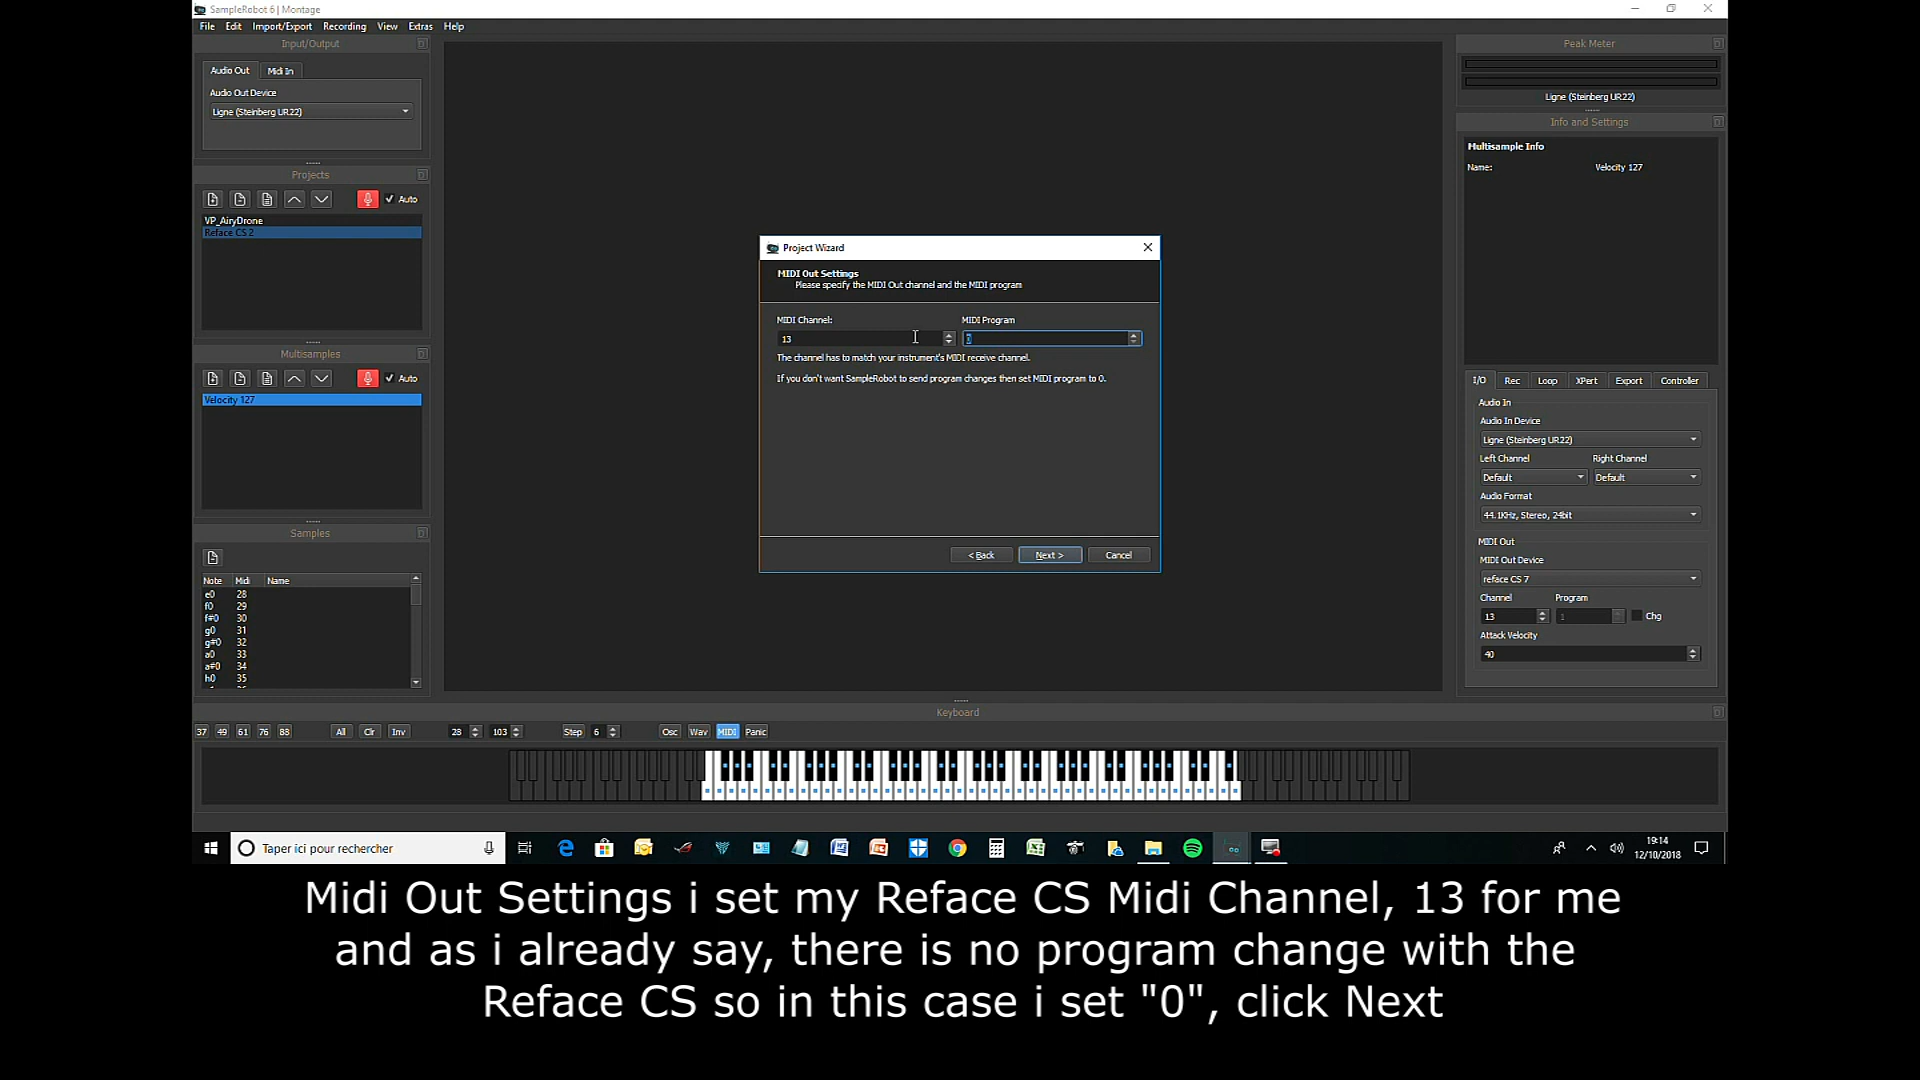 SampleRobot 6 | Montage
File Edit Import/Export Recording View Extras Help
Input/Output
Audio Out Midi In
Audio Out Device
Ligne (Steinberg UR22)
Projects
Auto
VP_AiryDrone
Reface CS 2
Multisamples
Auto
Velocity 127
Samples
Note Midi Name
e0 28
f0 29
f#0 30
g0 31
g#0 32
a0 33
a#0 34
h0 35
Project Wizard
MIDI Out Settings
Please specify the MIDI Out channel and the MIDI program
MIDI Channel: MIDI Program
13 0
The channel has to match your instrument's MIDI receive channel.
If you don't want SampleRobot to send program changes then set MIDI program to 0.
< Back Next > Cancel
Peak Meter
Ligne (Steinberg UR22)
Info and Settings
Multisample Info
Name: Velocity 127
I/O Rec Loop XPert Export Controller
Audio In
Audio In Device
Ligne (Steinberg UR22)
Left Channel Right Channel
Default Default
Audio Format
44.1KHz, Stereo, 24bit
MIDI Out
MIDI Out Device
reface CS 7
Channel Program
13 1 Chg
Attack Velocity
40
Keyboard
37 49 61 76 88 All Clr Inv 28 103 Step 6 Osc Wav MIDI Panic
Taper ici pour rechercher
19:14
12/10/2018
Midi Out Settings i set my Reface CS Midi Channel, 13 for me
and as i already say, there is no program change with the
Reface CS so in this case i set "0", click Next